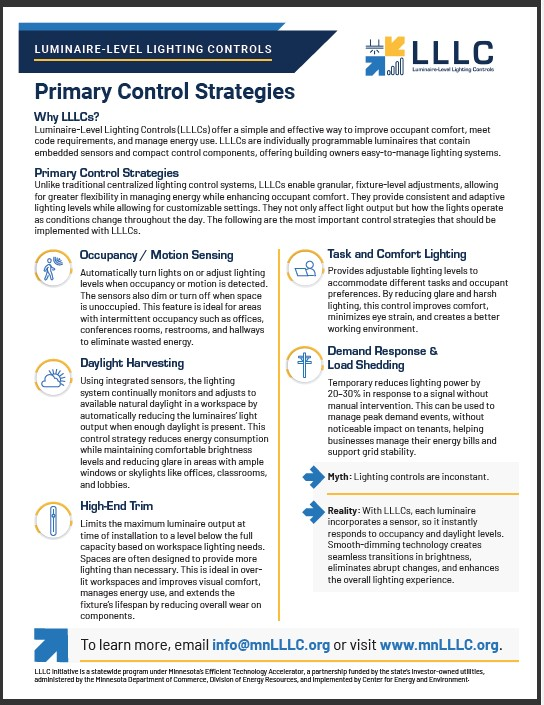 LUMINAIRE-LEVEL LIGHTING CONTROLS
LLLC
Luminaire-Level Lighting Controls
Primary Control Strategies
Why LLLCs?
Luminaire-Level Lighting Controls (LLLCs) offer a simple and effective way to improve occupant comfort, meet
code requirements, and manage energy use. LLLCs are individually programmable luminaires that contain
embedded sensors and compact control components, offering building owners easy-to-manage lighting systems.
Primary Control Strategies
Unlike traditional centralized lighting control systems, LLLCs enable granular, fixture-level adjustments, allowing
for greater flexibility in managing energy while enhancing occupant comfort. They provide consistent and adaptive
lighting levels while allowing for customizable settings. They not only affect light output but how the lights operate
as conditions change throughout the day. The following are the most important control strategies that should be
implemented with LLLCs.
Occupancy / Motion Sensing
Automatically turn lights on or adjust lighting
levels when occupancy or motion is detected.
The sensors also dim or turn off when space
is unoccupied. This feature is ideal for areas
with intermittent occupancy such as offices,
conferences rooms, restrooms, and hallways
to eliminate wasted energy.
Daylight Harvesting
Using integrated sensors, the lighting
system continually monitors and adjusts to
available natural daylight in a workspace by
automatically reducing the luminaires' light
output when enough daylight is present. This
control strategy reduces energy consumption
while maintaining comfortable brightness
levels and reducing glare in areas with ample
windows or skylights like offices, classrooms,
and lobbies.
High-End Trim
Limits the maximum luminaire output at
time of installation to a level below the full
capacity based on workspace lighting needs.
Spaces are often designed to provide more
lighting than necessary. This is ideal in over-
lit workspaces and improves visual comfort,
manages energy use, and extends the
fixture's lifespan by reducing overall wear on
components.
Task and Comfort Lighting
Provides adjustable lighting levels to
accommodate different tasks and occupant
preferences. By reducing glare and harsh
lighting, this control improves comfort,
minimizes eye strain, and creates a better
working environment.
Demand Response &
Load Shedding
Temporary reduces lighting power by
20-30% in response to a signal without
manual intervention. This can be used to
manage peak demand events, without
noticeable impact on tenants, helping
businesses manage their energy bills and
support grid stability.
Myth: Lighting controls are inconstant.
Reality: With LLLCs, each luminaire
incorporates a sensor, so it instantly
responds to occupancy and daylight levels.
Smooth-dimming technology creates
seamless transitions in brightness,
eliminates abrupt changes, and enhances
the overall lighting experience.
To learn more, email info@mnLLLC.org or visit www.mnLLLC.org.
LLLC Initiative is statewide program under Minnesota's Efficient Technology Accelerator, a partnership funded by the state's investor-owned utilities,
administered by the Minnesota Department of Commerce, Division of Energy Resources, and implemented by Center for Energy and Environment.